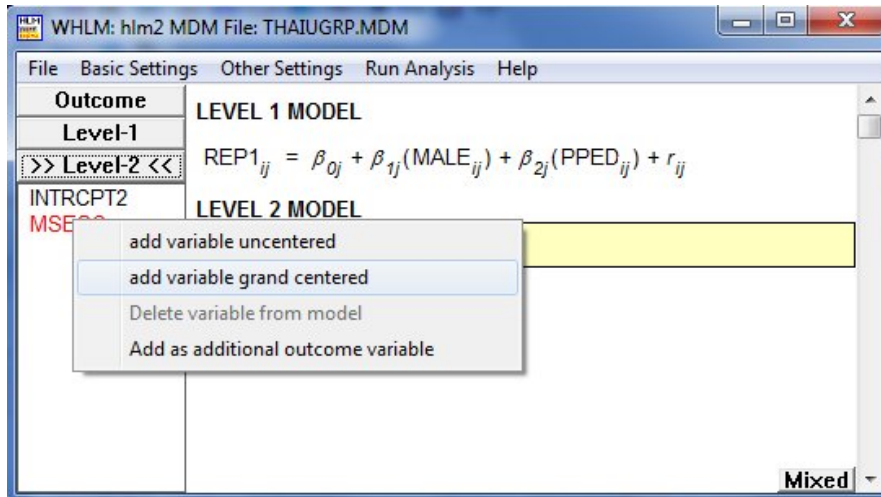 WHLM: hlm2 MDM File: THAIUGRP.MDM
File Basic Settings Other Settings Run Analysis Help
Outcome
Level-1
>> Level-2 <<
INTRCPT2
LEVEL 1 MODEL
REP1ij = β0j + β1j(MALEij) + β2j(PPEDij) + rij
LEVEL 2 MODEL
add variable uncentered
add variable grand centered
Delete variable from model
Add as additional outcome variable
Mixed